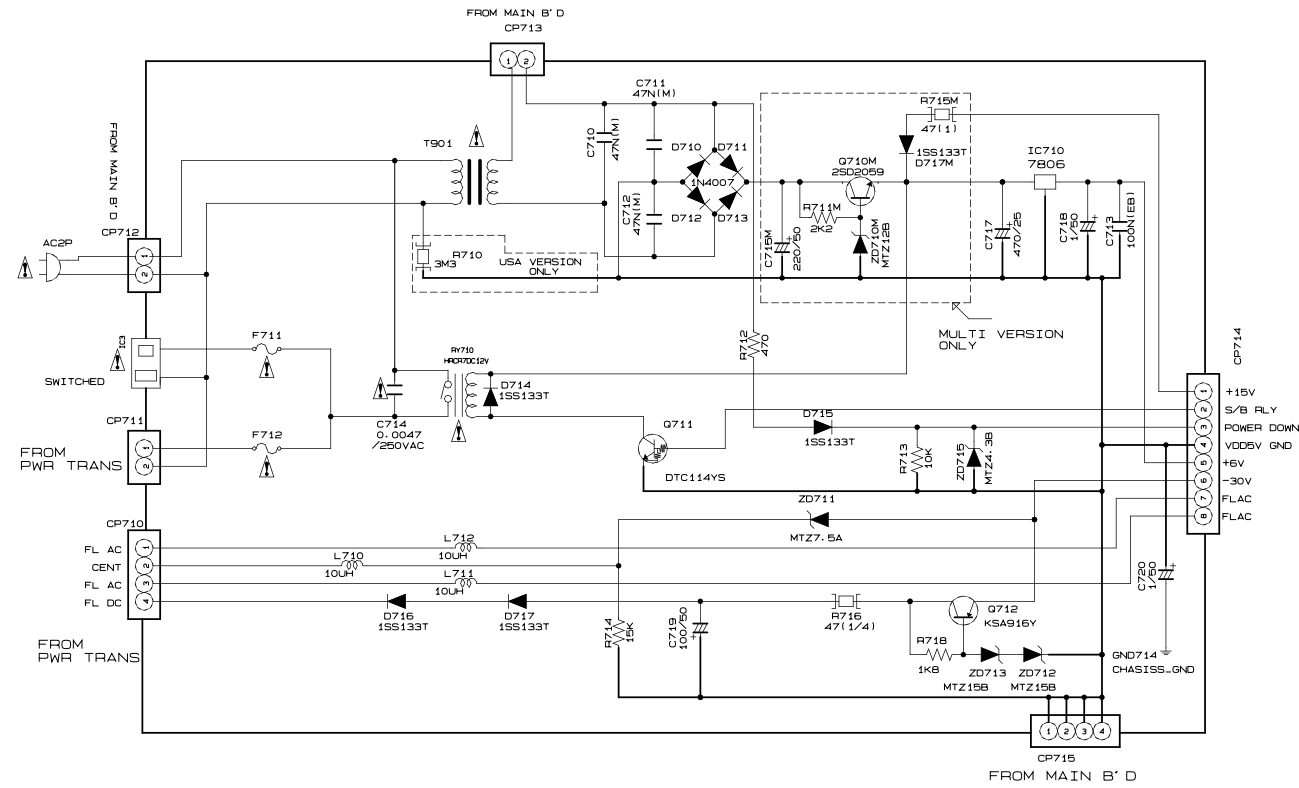 FROM MAIN B'D
CP713
1 2
C711
47N(M)
C710
47N(M)
R715M
47(1)
FROM MAIN B'D
T901
D710
D711
1N4007
D712
D713
C712
47N(M)
1SS133T
D717M
Q710M
2SD2059
IC710
7806
R711M
2K2
ZD710M
MTZ12B
C715M
220/50
C717
470/25
C718
1/50
C713
100N(EB)
CP712
1
2
AC2P
R710
3M3
USA VERSION
ONLY
MULTI VERSION
ONLY
IC3
SWITCHED
F711
F712
RY710
HRCR7DC12V
R712
470
D714
1SS133T
C714
0.0047
/250VAC
CP711
1
2
FROM
PWR TRANS
Q711
DTC114YS
D715
1SS133T
R713
10K
ZD715
MTZ4.3B
CP714
1 +15V
2 S/B RLY
3 POWER DOWN
4 VDD5V GND
5 +6V
6 -30V
7 FLAC
8 FLAC
ZD711
MTZ7.5A
CP710
FL AC 1
CENT 2
FL AC 3
FL DC 4
L712
10UH
L710
10UH
L711
10UH
D716
1SS133T
D717
1SS133T
R714
15K
C719
100/50
R716
47(1/4)
Q712
KSA916Y
R718
1K8
ZD713
MTZ15B
ZD712
MTZ15B
C720
1/50
GND714
CHASISS_GND
FROM
PWR TRANS
1 2 3 4
CP715
FROM MAIN B'D